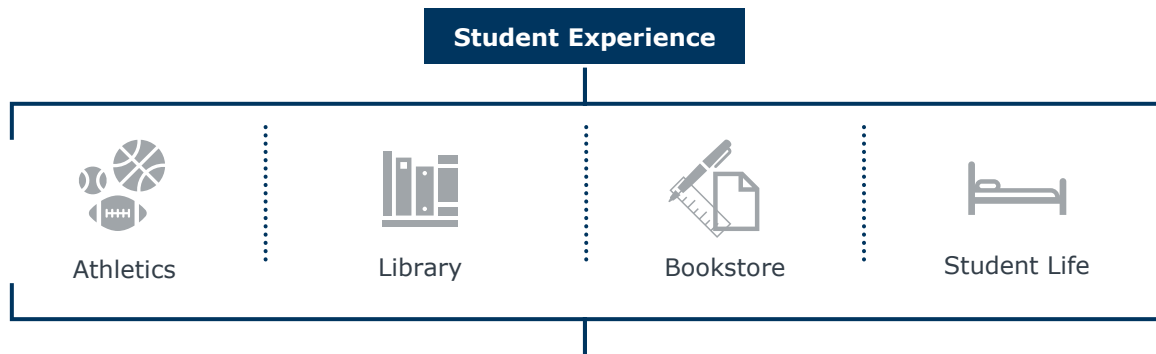 Student Experience
Athletics
Library
Bookstore
Student Life